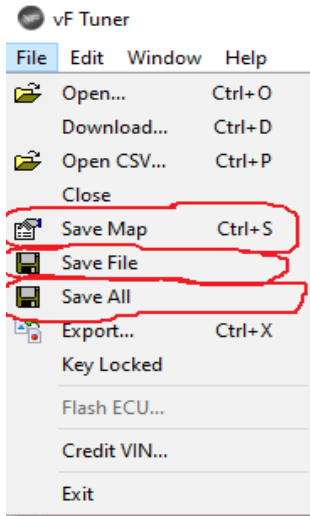 vF Tuner
File Edit Window Help
Open... Ctrl+O
Download... Ctrl+D
Open CSV... Ctrl+P
Close
Save Map Ctrl+S
Save File
Save All
Export... Ctrl+X
Key Locked
Flash ECU...
Credit VIN...
Exit